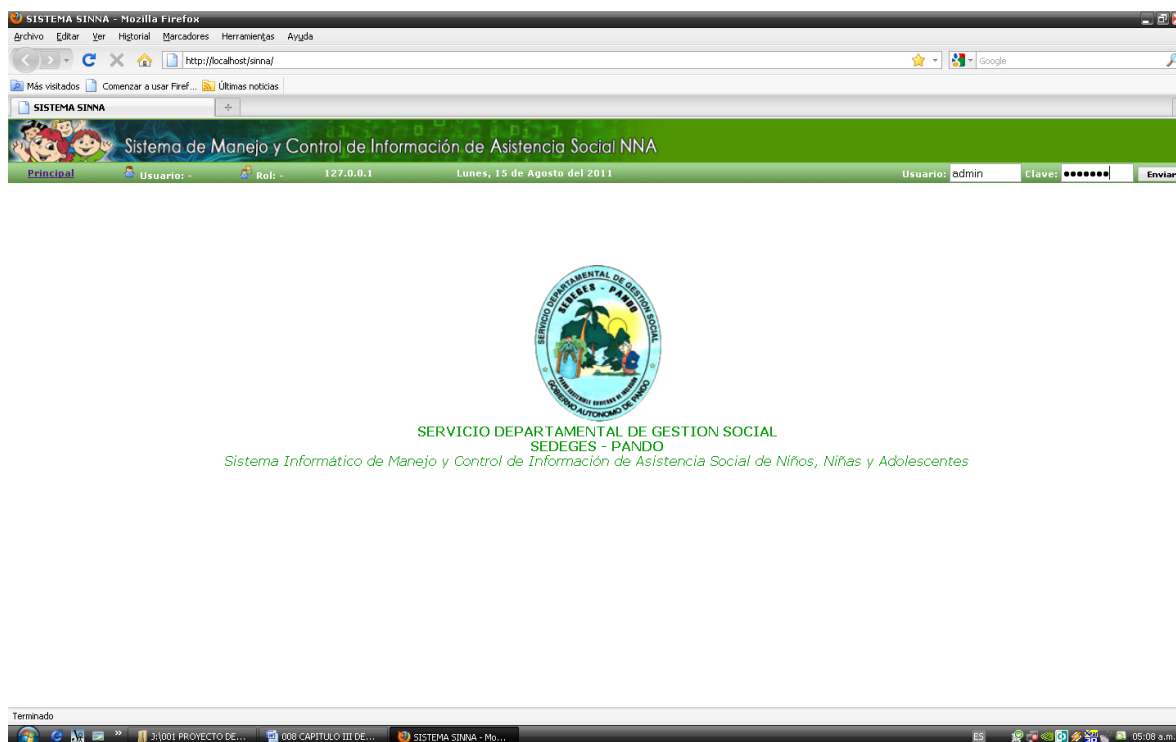 SISTEMA SINNA - Mozilla Firefox
Archivo Editar Ver Historial Marcadores Herramientas Ayuda
http://localhost/sinna/
Google
Más visitados Comenzar a usar Firef... Últimas noticias
SISTEMA SINNA
Sistema de Manejo y Control de Información de Asistencia Social NNA
Principal Usuario: - Rol: - 127.0.0.1 Lunes, 15 de Agosto del 2011 Usuario: admin Clave: ●●●●●●● Enviar
SERVICIO DEPARTAMENTAL DE GESTION SOCIAL
SEDEGES - PANDO
GOBIERNO AUTONOMO DE PANDO
SERVICIO DEPARTAMENTAL DE GESTION SOCIAL
SEDEGES - PANDO
Sistema Informático de Manejo y Control de Información de Asistencia Social de Niños, Niñas y Adolescentes
Terminado
J:\001 PROYECTO DE... 008 CAPITULO III DE... SISTEMA SINNA - Mo... ES 05:08 a.m.